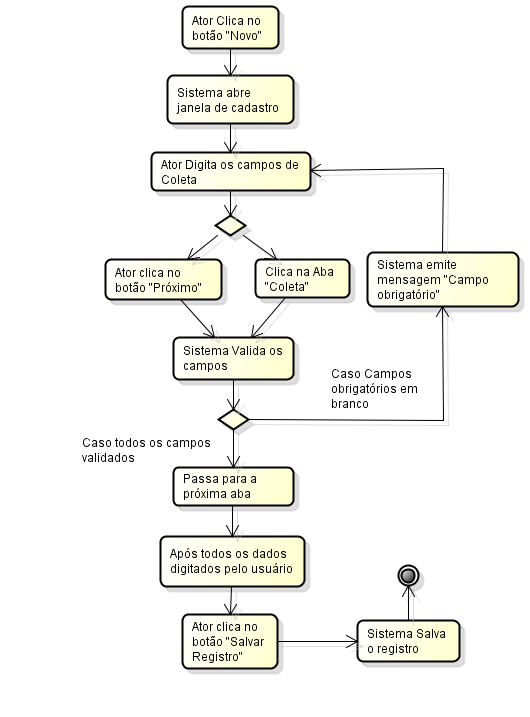 Ator Clica no
botão "Novo"
Sistema abre
janela de cadastro
Ator Digita os campos de
Coleta
Ator clica no
botão "Próximo"
Clica na Aba
"Coleta"
Sistema emite
mensagem "Campo
obrigatório"
Sistema Valida os
campos
Caso Campos
obrigatórios em
branco
Caso todos os campos
validados
Passa para a
próxima aba
Após todos os dados
digitados pelo usuário
Ator clica no
botão "Salvar
Registro"
Sistema Salva
o registro